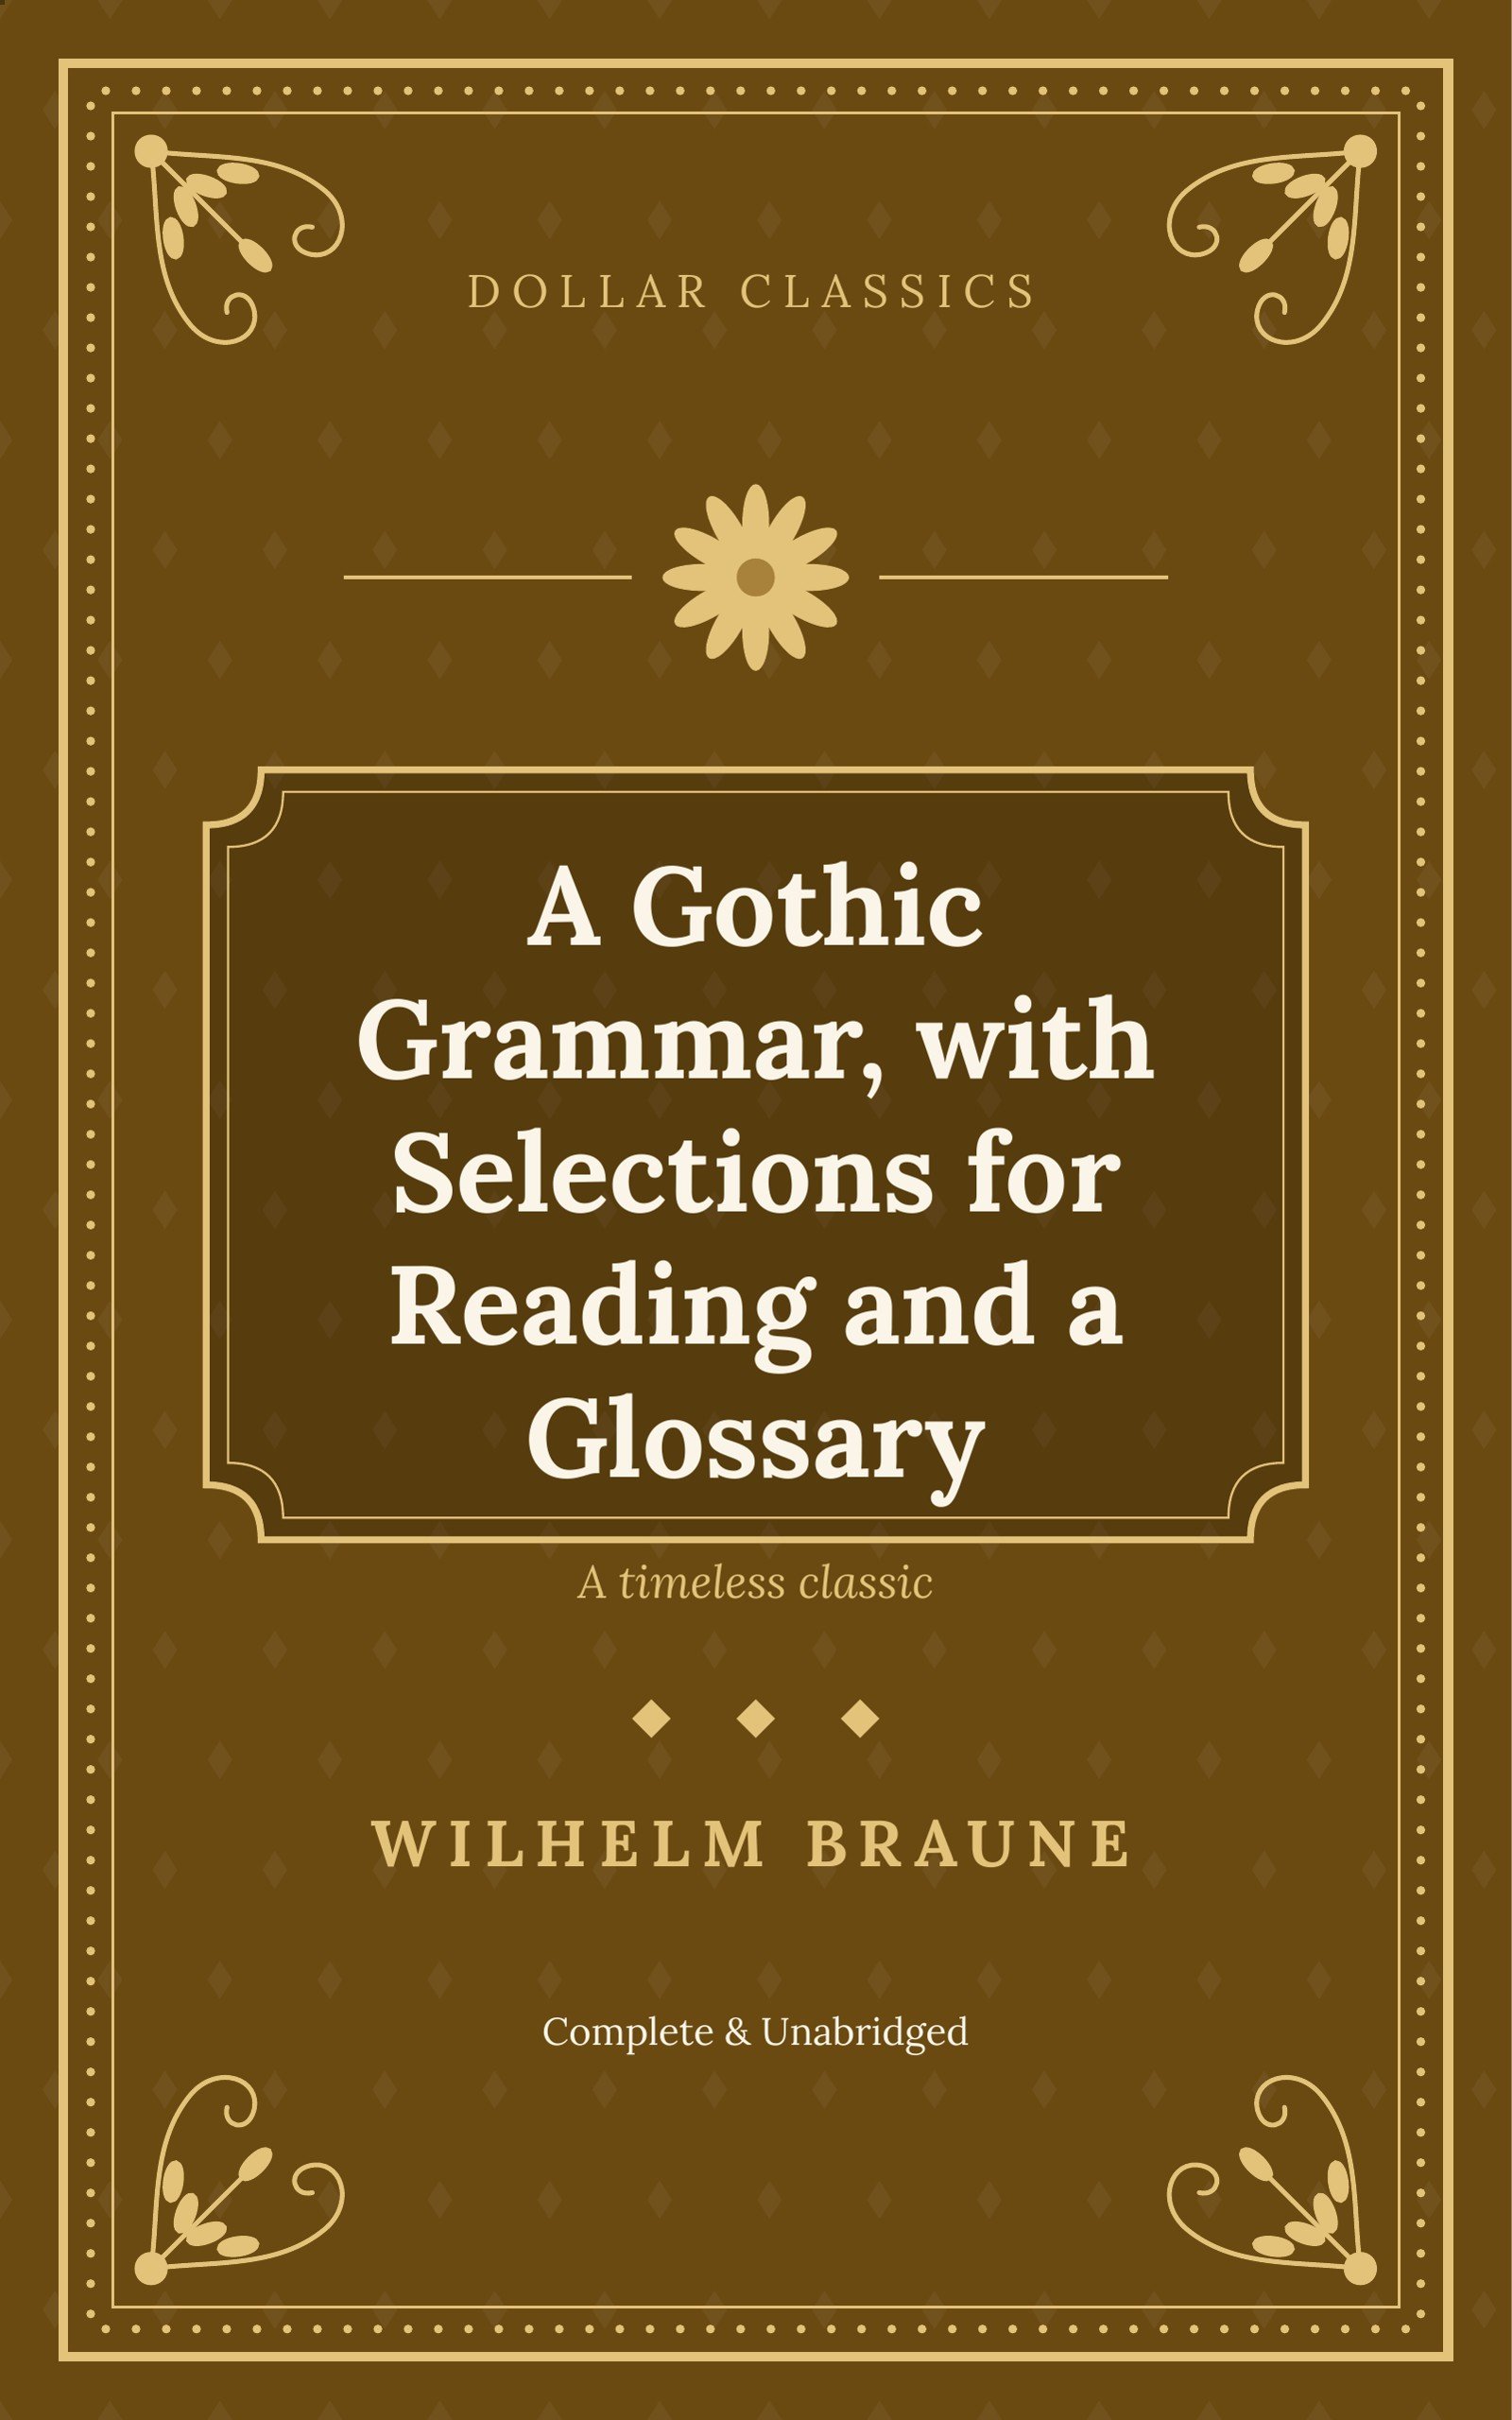 DOLLAR CLASSICS
A Gothic
Grammar, with
Selections for
Reading and a
Glossary
A timeless classic
WILHELM BRAUNE
Complete & Unabridged